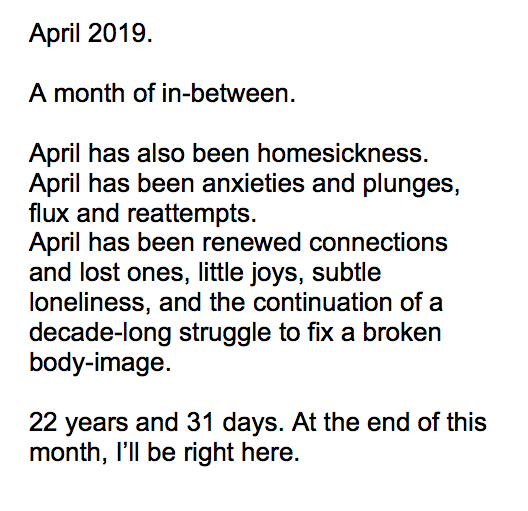 April 2019.
A month of in-between.
April has also been homesickness.
April has been anxieties and plunges,
flux and reattempts.
April has been renewed connections
and lost ones, little joys, subtle
loneliness, and the continuation of a
decade-long struggle to fix a broken
body-image.
22 years and 31 days. At the end of this
month, I’ll be right here.